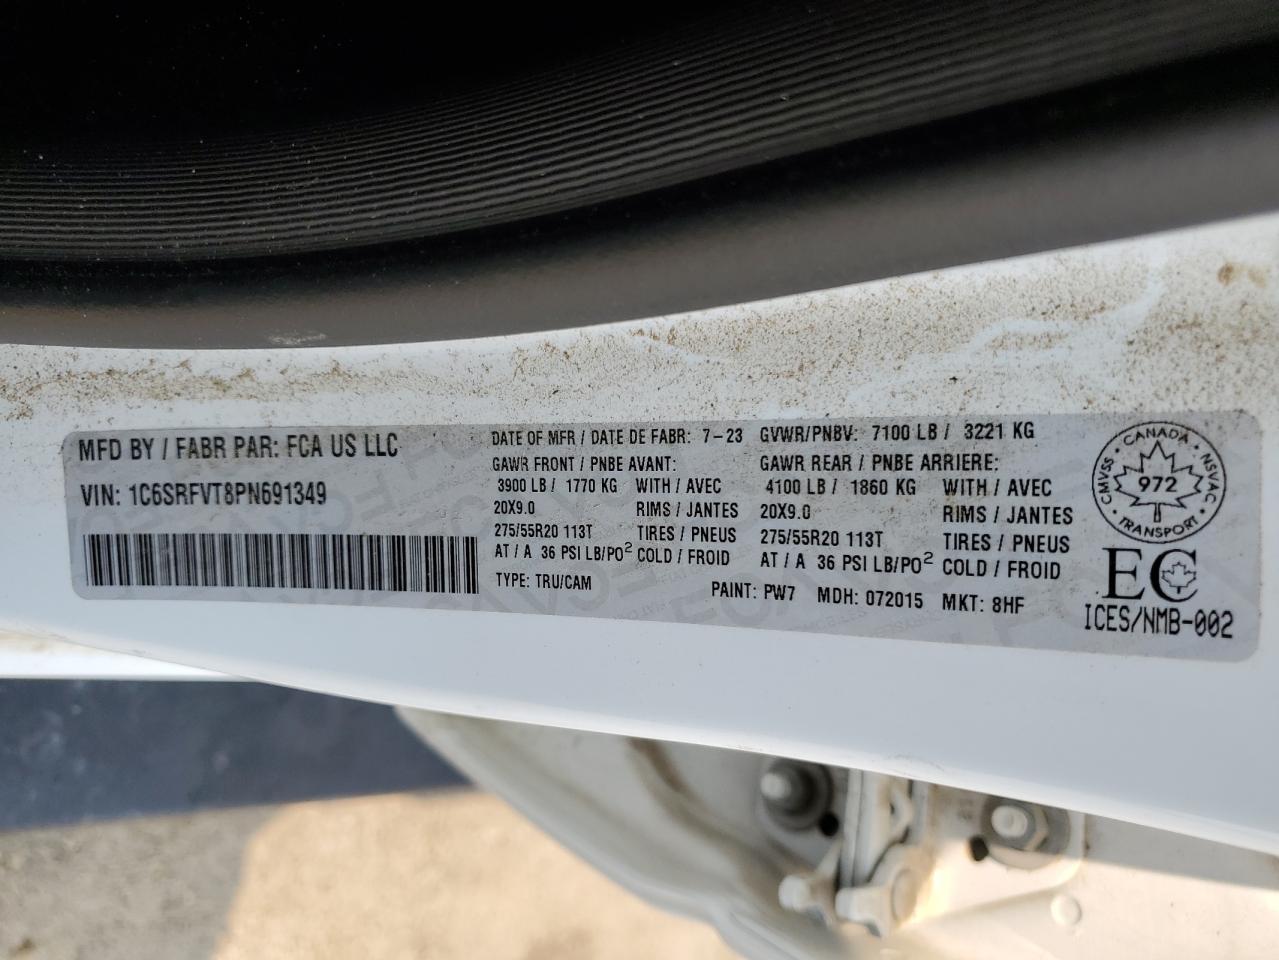 MFD BY / FABR PAR: FCA US LLC
VIN: 1C6SRFVT8PN691349
DATE OF MFR / DATE DE FABR: 7-23 GVWR/PNBV: 7100 LB / 3221 KG
GAWR FRONT / PNBE AVANT: GAWR REAR / PNBE ARRIERE:
3900 LB / 1770 KG WITH / AVEC 4100 LB / 1860 KG WITH / AVEC
20X9.0 RIMS / JANTES 20X9.0 RIMS / JANTES
275/55R20 113T TIRES / PNEUS 275/55R20 113T TIRES / PNEUS
AT / A 36 PSI LB/PO² COLD / FROID AT / A 36 PSI LB/PO² COLD / FROID
TYPE: TRU/CAM PAINT: PW7 MDH: 072015 MKT: 8HF
CMVSS · CANADA · NSVAC
972
TRANSPORT
EC
ICES/NMB-002